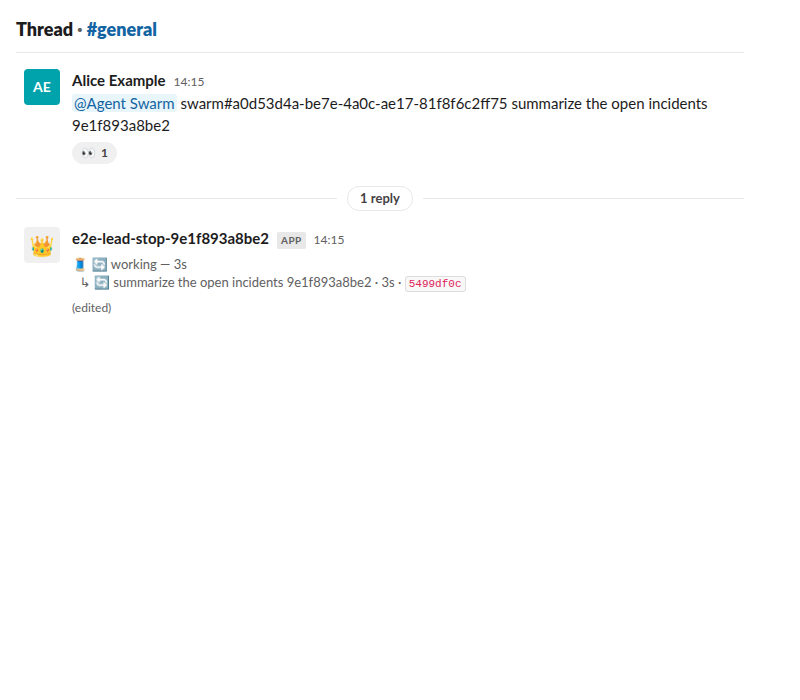 Thread • #general
AE
Alice Example 14:15
@Agent Swarm swarm#a0d53d4a-be7e-4a0c-ae17-81f8f6c2ff75 summarize the open incidents
9e1f893a8be2
👀 1
1 reply
e2e-lead-stop-9e1f893a8be2 APP 14:15
🧵 🔄 working — 3s
↳ 🔄 summarize the open incidents 9e1f893a8be2 · 3s · 5499df0c
(edited)